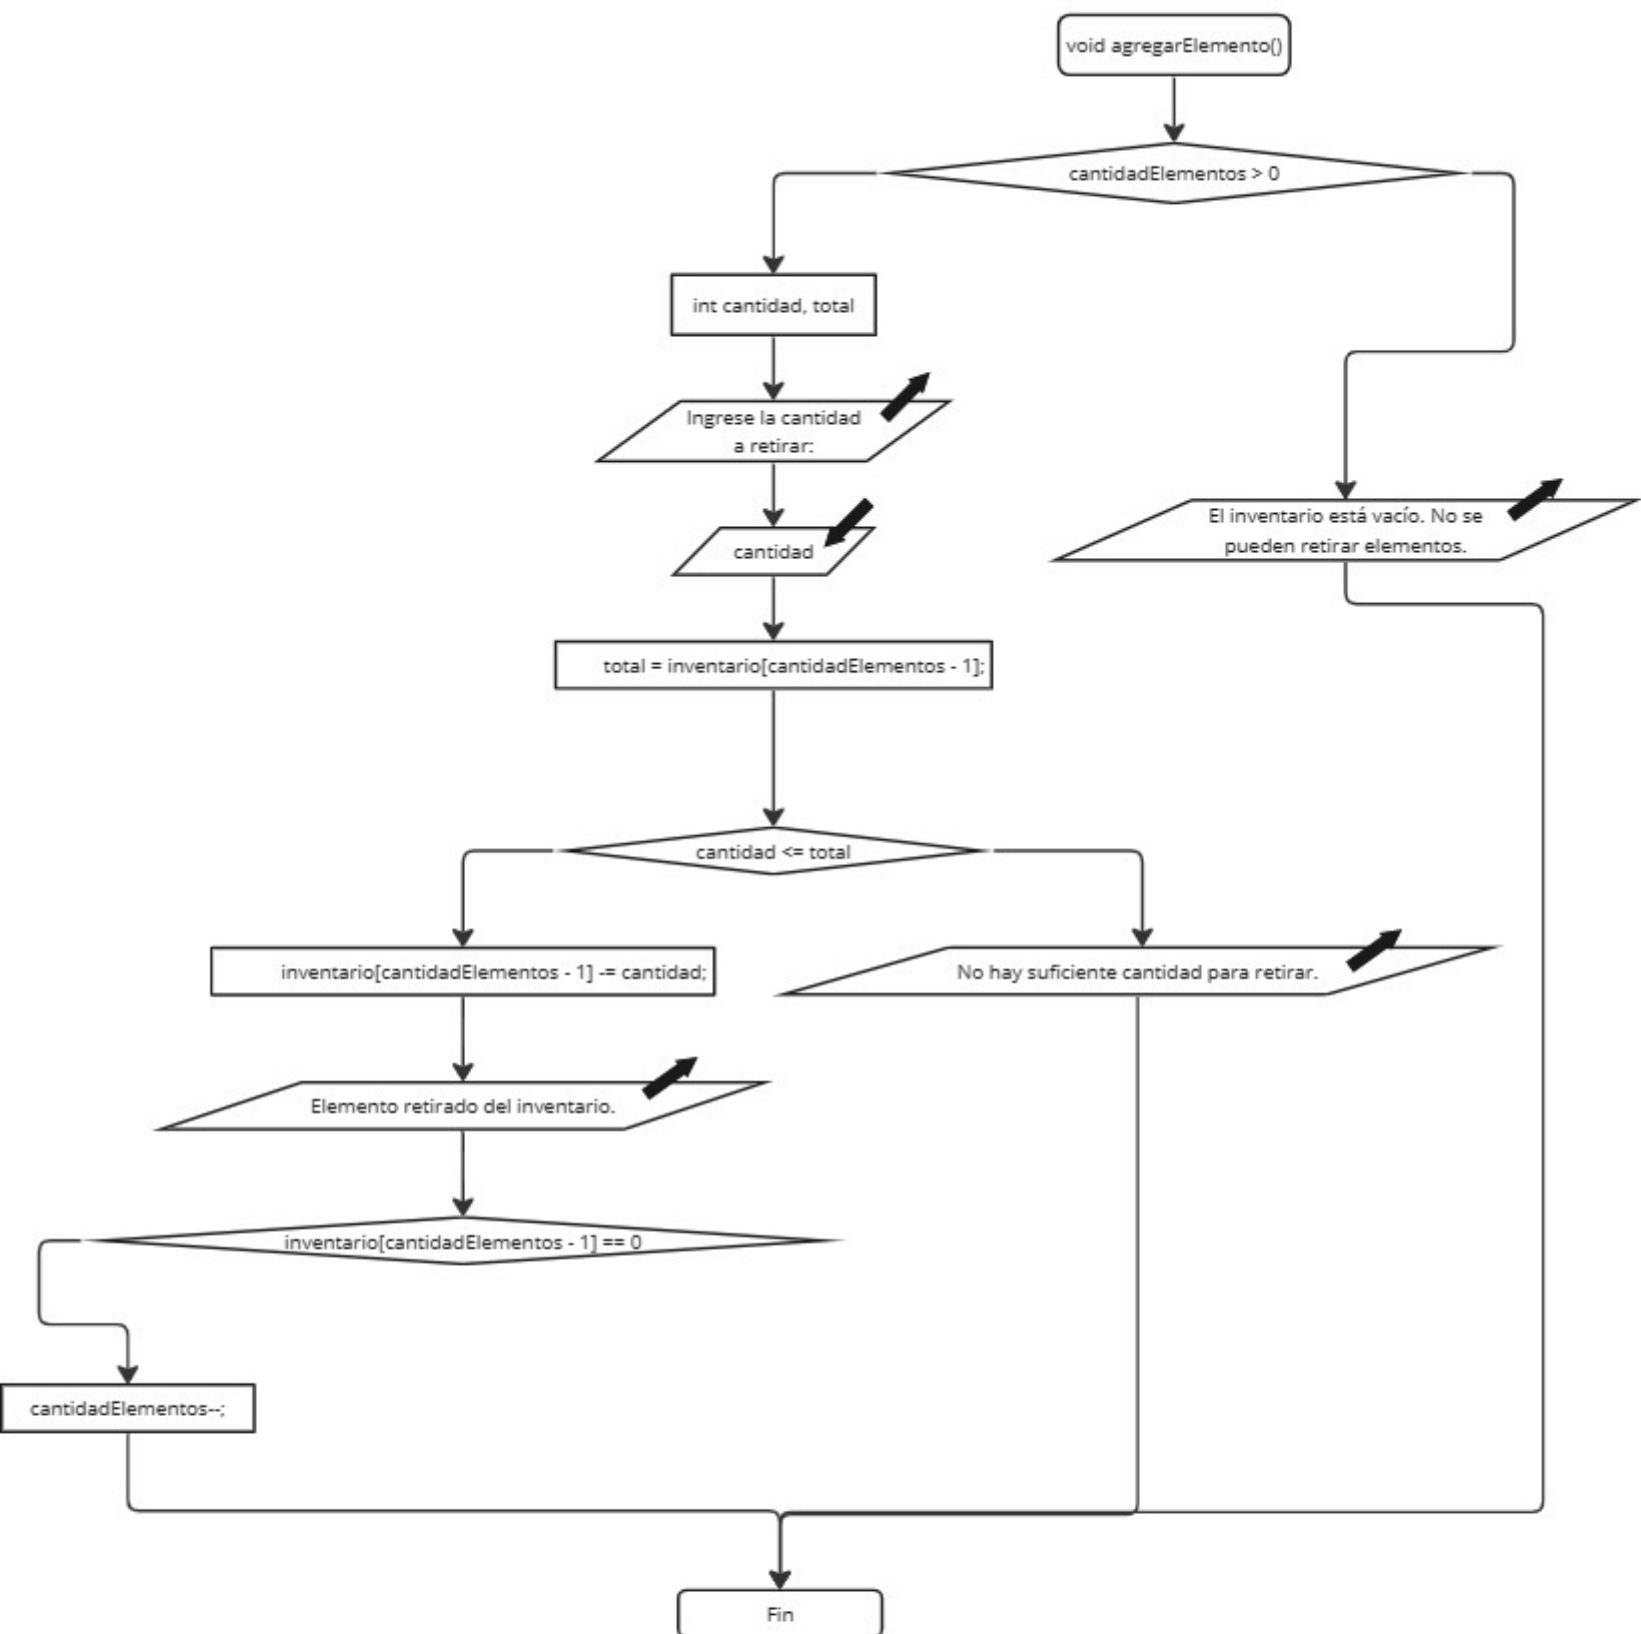 void agregarElemento()
cantidadElementos > 0
int cantidad, total
Ingrese la cantidad
a retirar:
El inventario está vacío. No se
pueden retirar elementos.
cantidad
total = inventario[cantidadElementos - 1];
cantidad <= total
inventario[cantidadElementos - 1] -= cantidad;
No hay suficiente cantidad para retirar.
Elemento retirado del inventario.
inventario[cantidadElementos - 1] == 0
cantidadElementos--;
Fin